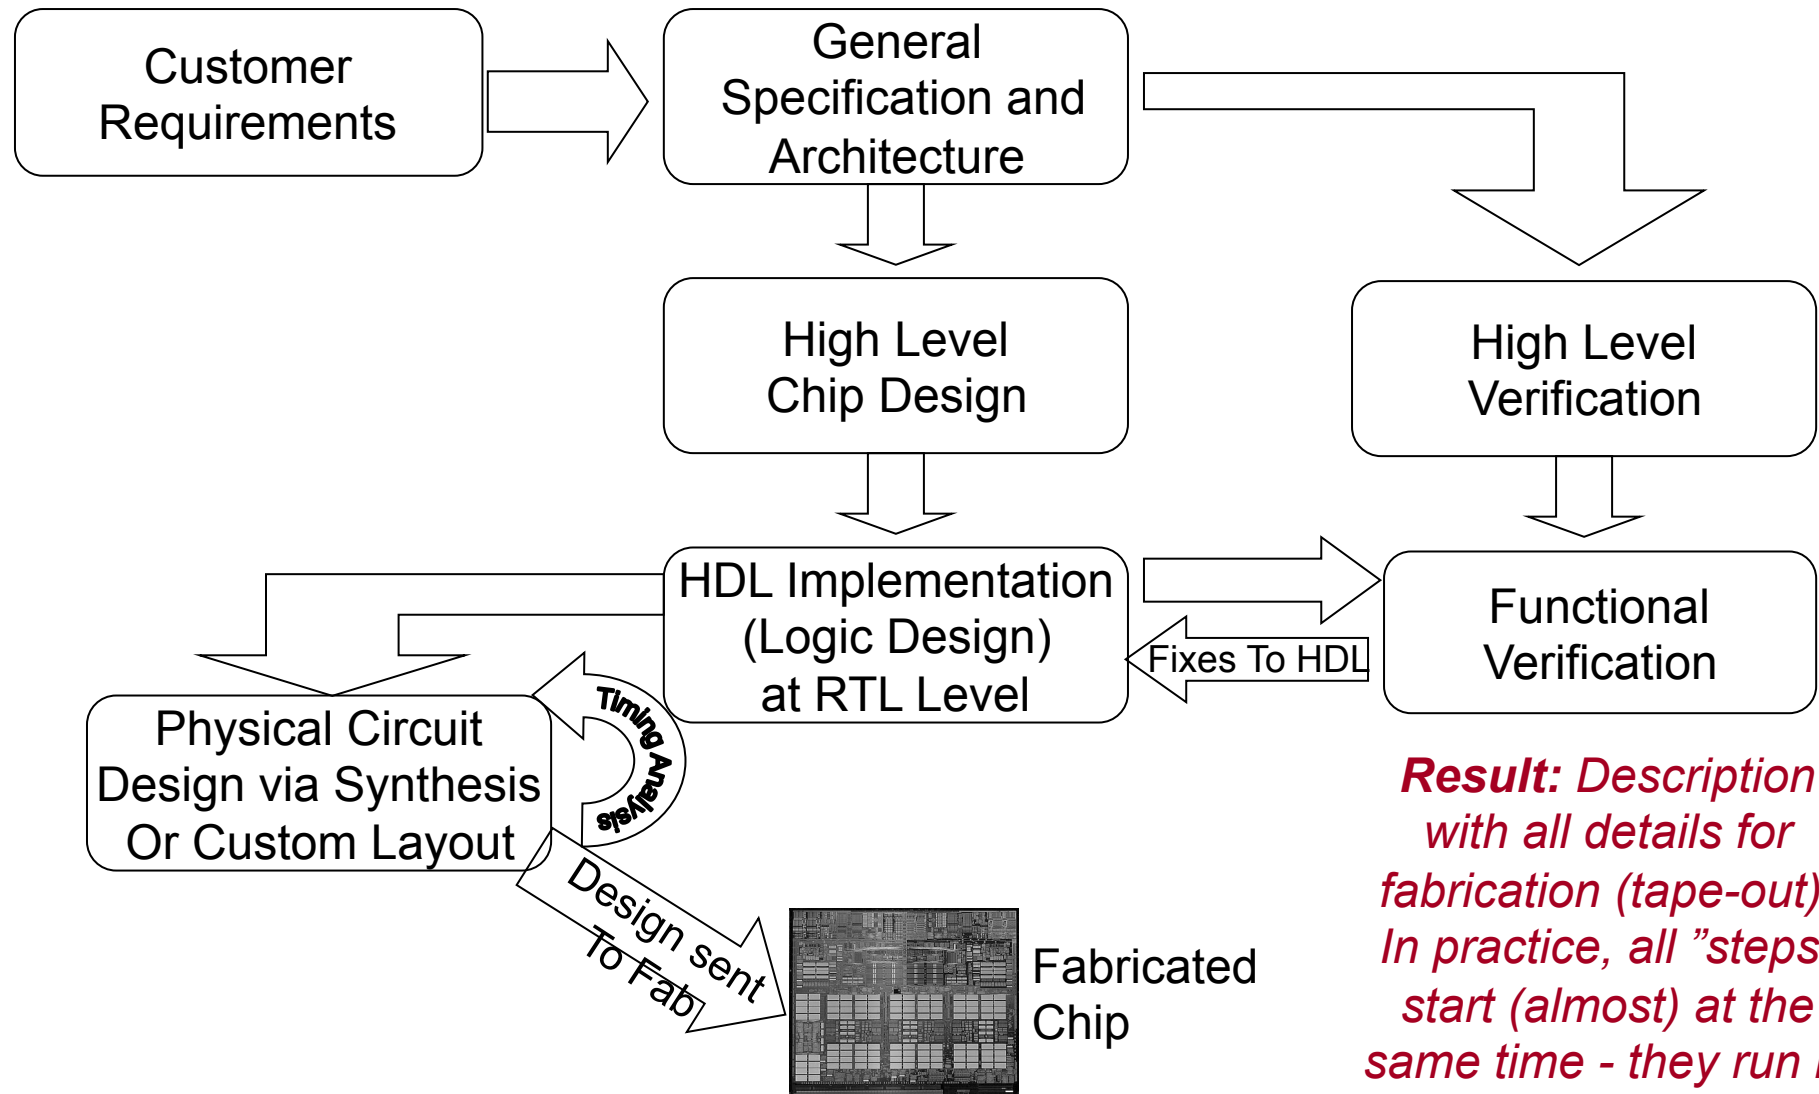 Customer
Requirements
General
Specification and
Architecture
High Level
Chip Design
High Level
Verification
HDL Implementation
(Logic Design)
at RTL Level
Fixes To HDL
Functional
Verification
Timing Analysis
Physical Circuit
Design via Synthesis
Or Custom Layout
Design sent
To Fab
Fabricated
Chip
Result: Description
with all details for
fabrication (tape-out)
In practice, all ”steps
start (almost) at the
same time - they run